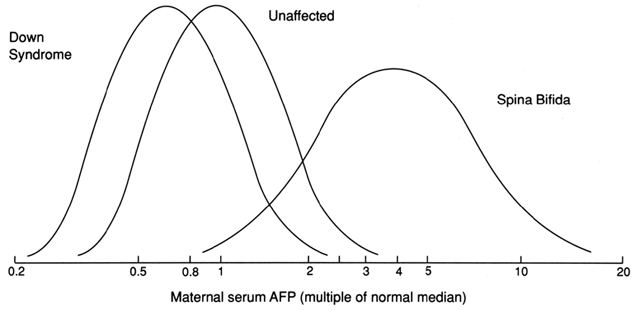 Unaffected
Down
Syndrome
Spina Bifida
0.2 0.5 0.8 1 2 3 4 5 10 20
Maternal serum AFP (multiple of normal median)